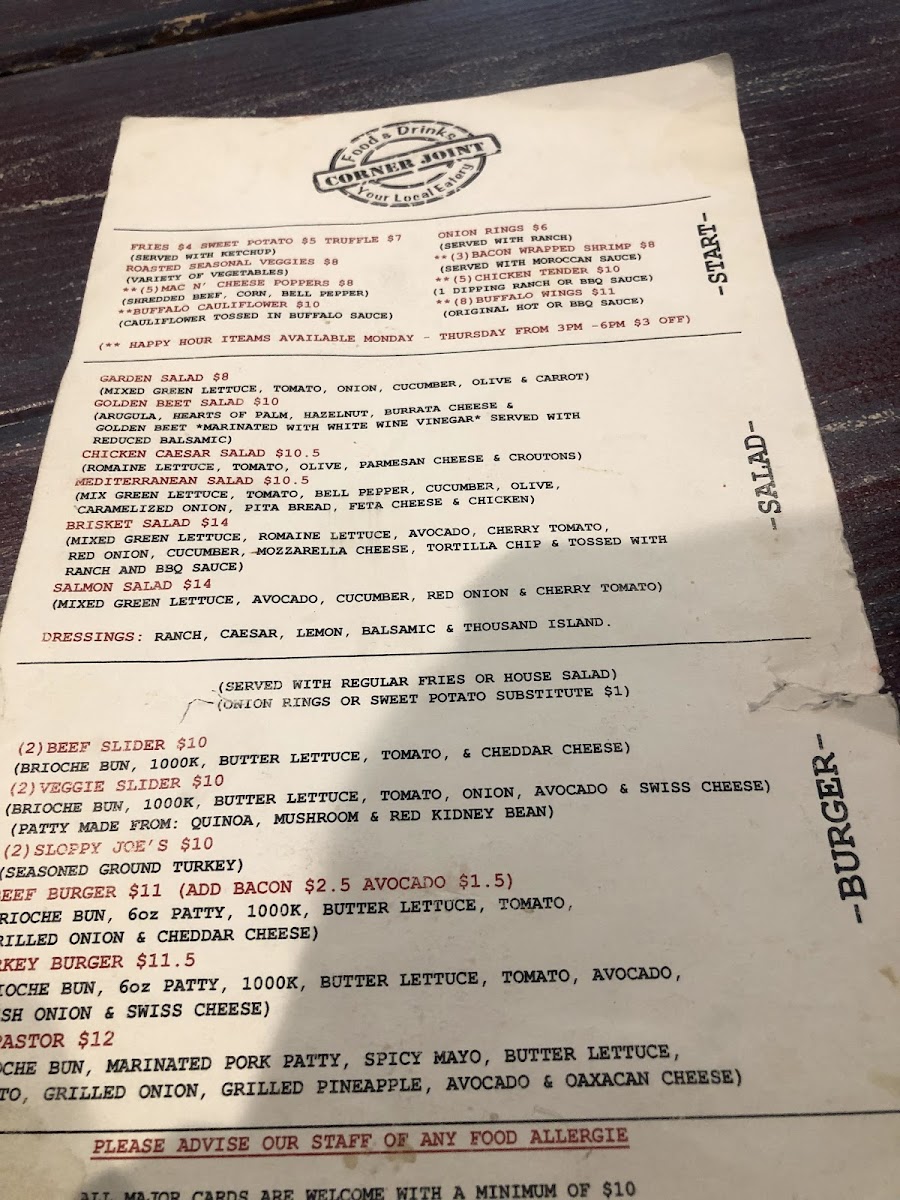 Food & Drinks
CORNER JOINT
Your Local Eatery
-START-
FRIES $4 SWEET POTATO $5 TRUFFLE $7
(SERVED WITH KETCHUP)
ROASTED SEASONAL VEGGIES $8
(VARIETY OF VEGETABLES)
**(5)MAC N' CHEESE POPPERS $8
(SHREDDED BEEF, CORN, BELL PEPPER)
**BUFFALO CAULIFLOWER $10
(CAULIFLOWER TOSSED IN BUFFALO SAUCE)
ONION RINGS $6
(SERVED WITH RANCH)
**(3)BACON WRAPPED SHRIMP $8
(SERVED WITH MOROCCAN SAUCE)
**(5)CHICKEN TENDER $10
(1 DIPPING RANCH OR BBQ SAUCE)
**(8)BUFFALO WINGS $11
(ORIGINAL HOT OR BBQ SAUCE)
(** HAPPY HOUR ITEAMS AVAILABLE MONDAY - THURSDAY FROM 3PM -6PM $3 OFF)
-SALAD-
GARDEN SALAD $8
(MIXED GREEN LETTUCE, TOMATO, ONION, CUCUMBER, OLIVE & CARROT)
GOLDEN BEET SALAD $10
(ARUGULA, HEARTS OF PALM, HAZELNUT, BURRATA CHEESE &
GOLDEN BEET *MARINATED WITH WHITE WINE VINEGAR* SERVED WITH
REDUCED BALSAMIC)
CHICKEN CAESAR SALAD $10.5
(ROMAINE LETTUCE, TOMATO, OLIVE, PARMESAN CHEESE & CROUTONS)
MEDITERRANEAN SALAD $10.5
(MIX GREEN LETTUCE, TOMATO, BELL PEPPER, CUCUMBER, OLIVE,
CARAMELIZED ONION, PITA BREAD, FETA CHEESE & CHICKEN)
BRISKET SALAD $14
(MIXED GREEN LETTUCE, ROMAINE LETTUCE, AVOCADO, CHERRY TOMATO,
RED ONION, CUCUMBER, MOZZARELLA CHEESE, TORTILLA CHIP & TOSSED WITH
RANCH AND BBQ SAUCE)
SALMON SALAD $14
(MIXED GREEN LETTUCE, AVOCADO, CUCUMBER, RED ONION & CHERRY TOMATO)
DRESSINGS: RANCH, CAESAR, LEMON, BALSAMIC & THOUSAND ISLAND.
-BURGER-
(SERVED WITH REGULAR FRIES OR HOUSE SALAD)
(ONION RINGS OR SWEET POTATO SUBSTITUTE $1)
(2)BEEF SLIDER $10
(BRIOCHE BUN, 1000K, BUTTER LETTUCE, TOMATO, & CHEDDAR CHEESE)
(2)VEGGIE SLIDER $10
(BRIOCHE BUN, 1000K, BUTTER LETTUCE, TOMATO, ONION, AVOCADO & SWISS CHEESE)
(PATTY MADE FROM: QUINOA, MUSHROOM & RED KIDNEY BEAN)
(2)SLOPPY JOE'S $10
(SEASONED GROUND TURKEY)
BEEF BURGER $11 (ADD BACON $2.5 AVOCADO $1.5)
RIOCHE BUN, 6oz PATTY, 1000K, BUTTER LETTUCE, TOMATO,
RILLED ONION & CHEDDAR CHEESE)
RKEY BURGER $11.5
IOCHE BUN, 6oz PATTY, 1000K, BUTTER LETTUCE, TOMATO, AVOCADO,
SH ONION & SWISS CHEESE)
PASTOR $12
OCHE BUN, MARINATED PORK PATTY, SPICY MAYO, BUTTER LETTUCE,
TO, GRILLED ONION, GRILLED PINEAPPLE, AVOCADO & OAXACAN CHEESE)
PLEASE ADVISE OUR STAFF OF ANY FOOD ALLERGIE
ALL MAJOR CARDS ARE WELCOME WITH A MINIMUM OF $10